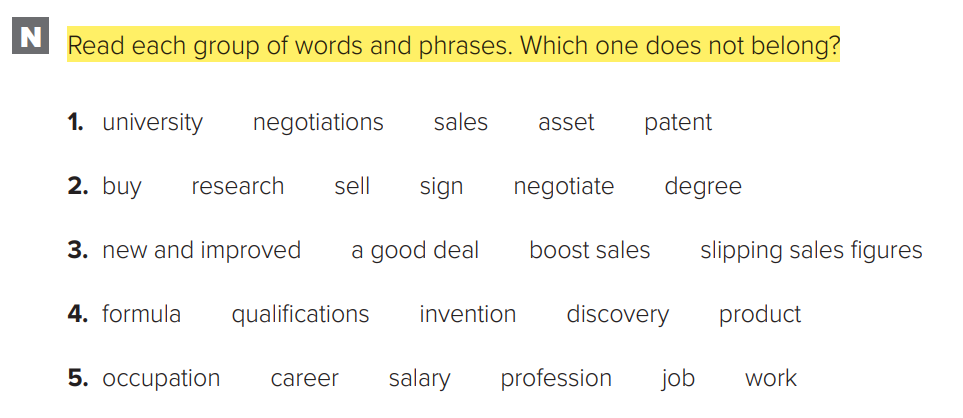 N Read each group of words and phrases. Which one does not belong?
1. university negotiations sales asset patent
2. buy research sell sign negotiate degree
3. new and improved a good deal boost sales slipping sales figures
4. formula qualifications invention discovery product
5. occupation career salary profession job work